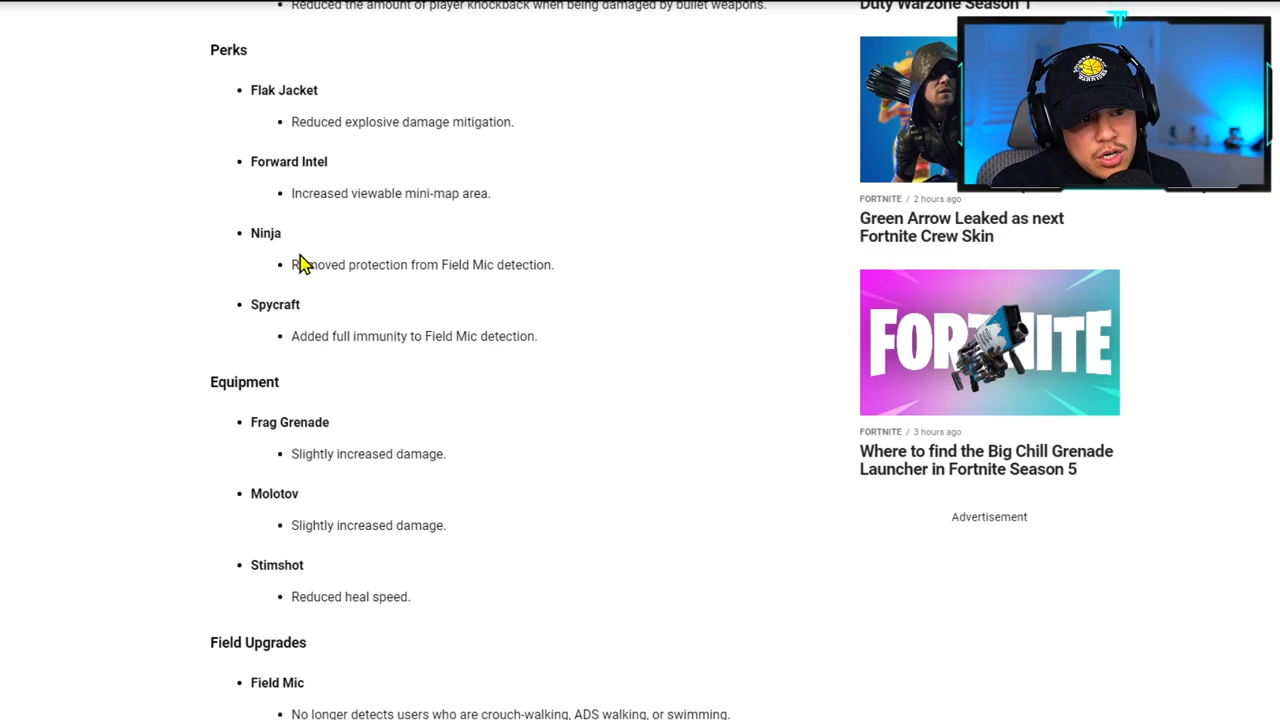 Reduced the amount of player knockback when being damaged by bullet weapons.
Perks
Flak Jacket
Reduced explosive damage mitigation.
Forward Intel
Increased viewable mini-map area.
Ninja
Removed protection from Field Mic detection.
Spycraft
Added full immunity to Field Mic detection.
Equipment
Frag Grenade
Slightly increased damage.
Molotov
Slightly increased damage.
Stimshot
Reduced heal speed.
Field Upgrades
Field Mic
No longer detects users who are crouch-walking, ADS walking, or swimming.
Duty Warzone Season 1
WARRIORS
FORTNITE / 2 hours ago
Green Arrow Leaked as next
Fortnite Crew Skin
FORTNITE
FORTNITE / 3 hours ago
Where to find the Big Chill Grenade
Launcher in Fortnite Season 5
Advertisement